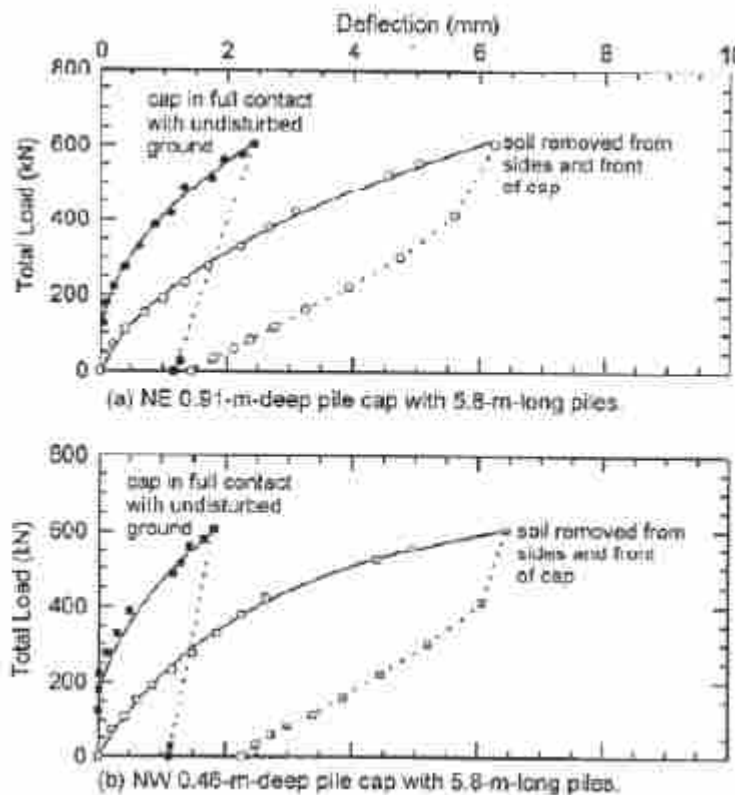 Deflection (mm)
0 2 4 6 8 10
800
600
400
200
0
Total Load (kN)
cap in full contact
with undisturbed
ground
soil removed from
sides and front
of cap
(a) NE 0.91-m-deep pile cap with 5.8-m-long piles.
800
600
400
200
0
Total Load (kN)
cap in full contact
with undisturbed
ground
soil removed from
sides and front
of cap
(b) NW 0.46-m-deep pile cap with 5.8-m-long piles.